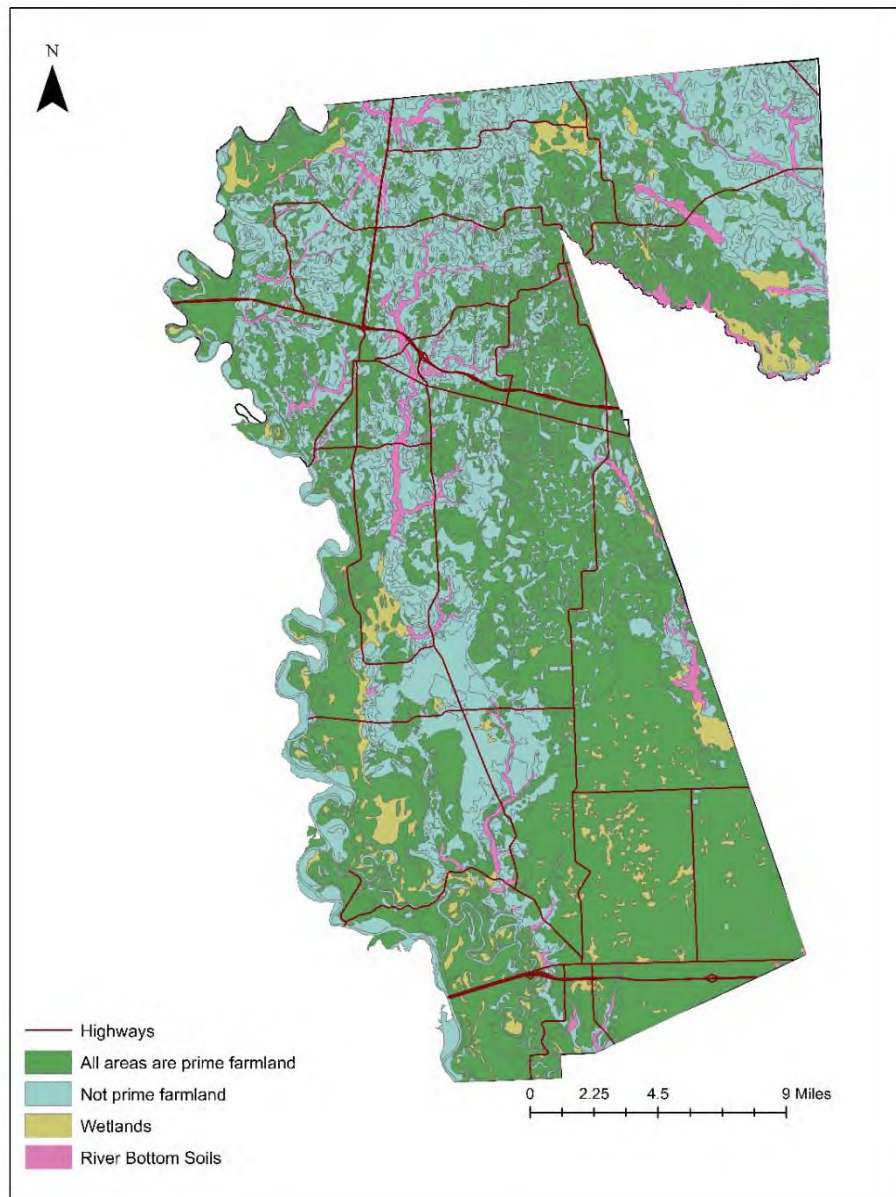 N
Highways
All areas are prime farmland
Not prime farmland
Wetlands
River Bottom Soils
0 2.25 4.5 9 Miles